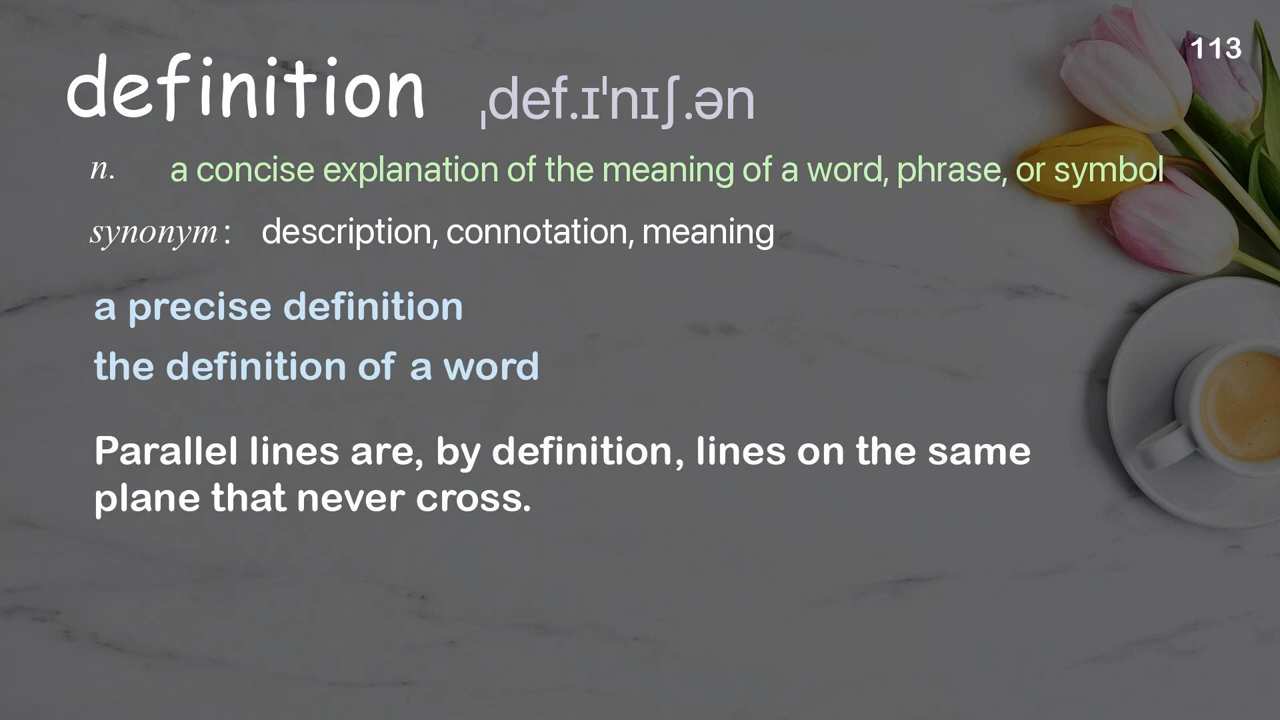 113
definition ˌdef.ɪˈnɪʃ.ən
n. a concise explanation of the meaning of a word, phrase, or symbol
synonym: description, connotation, meaning
a precise definition
the definition of a word
Parallel lines are, by definition, lines on the same
plane that never cross.